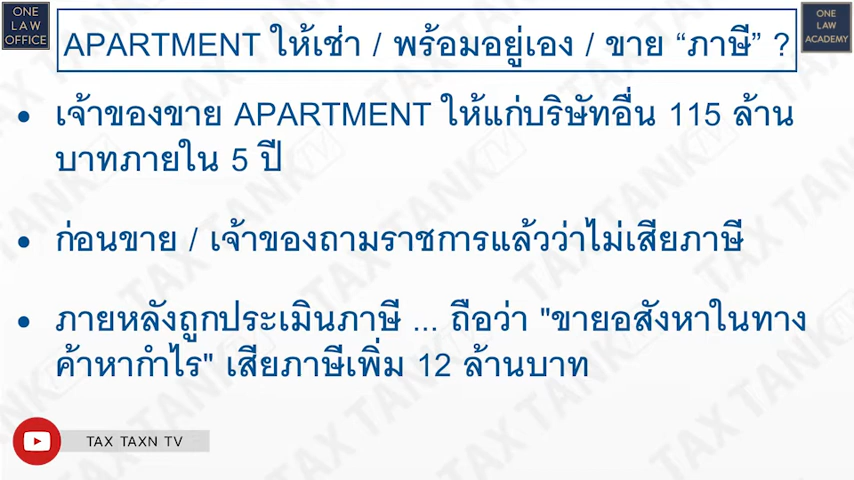 ONE
LAW
OFFICE
APARTMENT ให้เช่า / พร้อมอยู่เอง / ขาย “ภาษี” ?
ONE
LAW
ACADEMY
• เจ้าของขาย APARTMENT ให้แก่บริษัทอื่น 115 ล้าน
บาทภายใน 5 ปี
• ก่อนขาย / เจ้าของถามราชการแล้วว่าไม่เสียภาษี
• ภายหลังถูกประเมินภาษี ... ถือว่า "ขายอสังหาในทาง
ค้าหากำไร" เสียภาษีเพิ่ม 12 ล้านบาท
TAX TAXN TV
TAX TANK TV